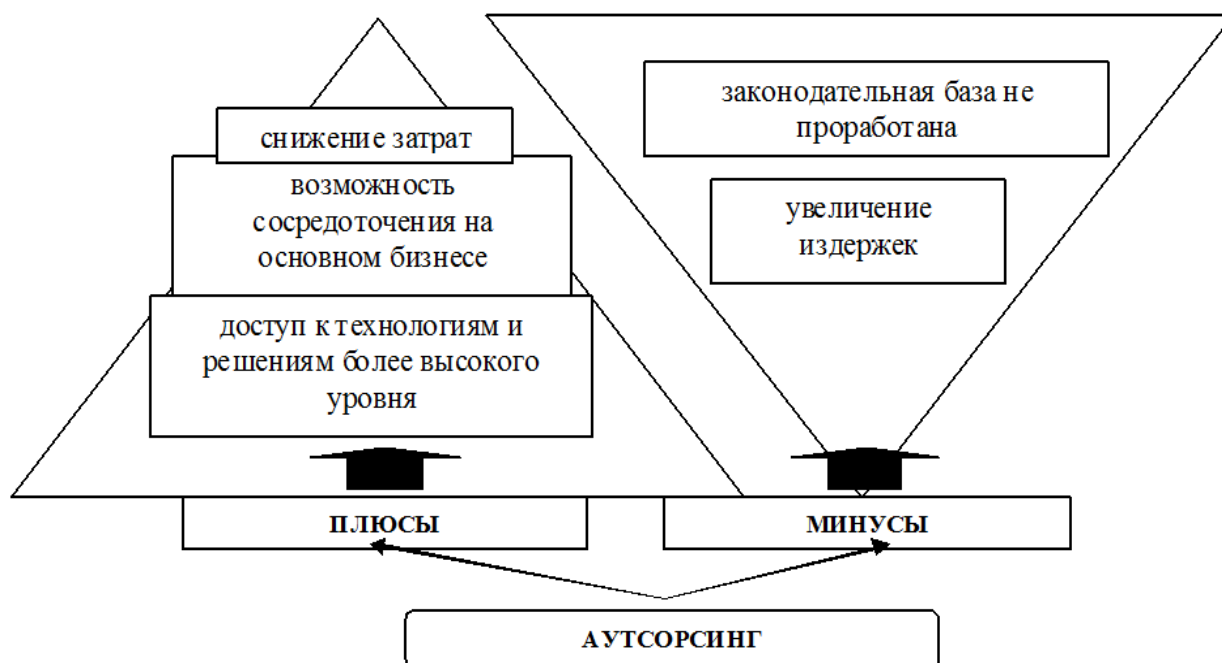 снижение затрат
возможность
сосредоточения на
основном бизнесе
доступ к технологиям и
решениям более высокого
уровня
законодательная база не
проработана
увеличение
издержек
ПЛЮСЫ
МИНУСЫ
АУТСОРСИНГ